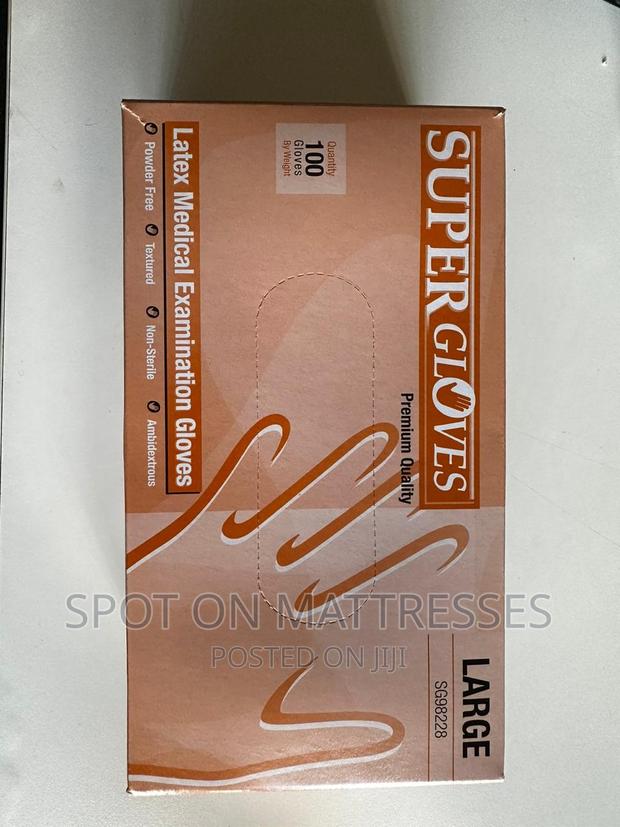 SUPER GLOVES
Premium Quality
Quantity
100
Gloves
By Weight
LARGE
SG98228
Latex Medical Examination Gloves
Powder Free Textured Non-Sterile Ambidextrous
SPOT ON MATTRESSES
POSTED ON JIJI